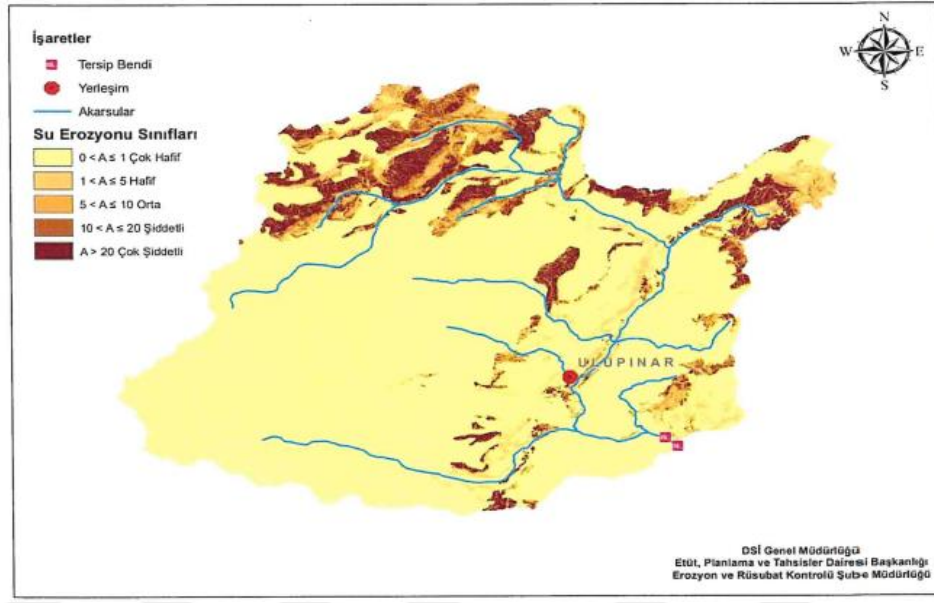 İşaretler
Tersip Bendi
Yerleşim
Akarsular
Su Erozyonu Sınıfları
0 < A ≤ 1 Çok Hafif
1 < A ≤ 5 Hafif
5 < A ≤ 10 Orta
10 < A ≤ 20 Şiddetli
A > 20 Çok Şiddetli
N
W E
S
ULUPINAR
DSİ Genel Müdürlüğü
Etüt, Planlama ve Tahsisler Dairesi Başkanlığı
Erozyon ve Rüsubat Kontrolü Şube Müdürlüğü